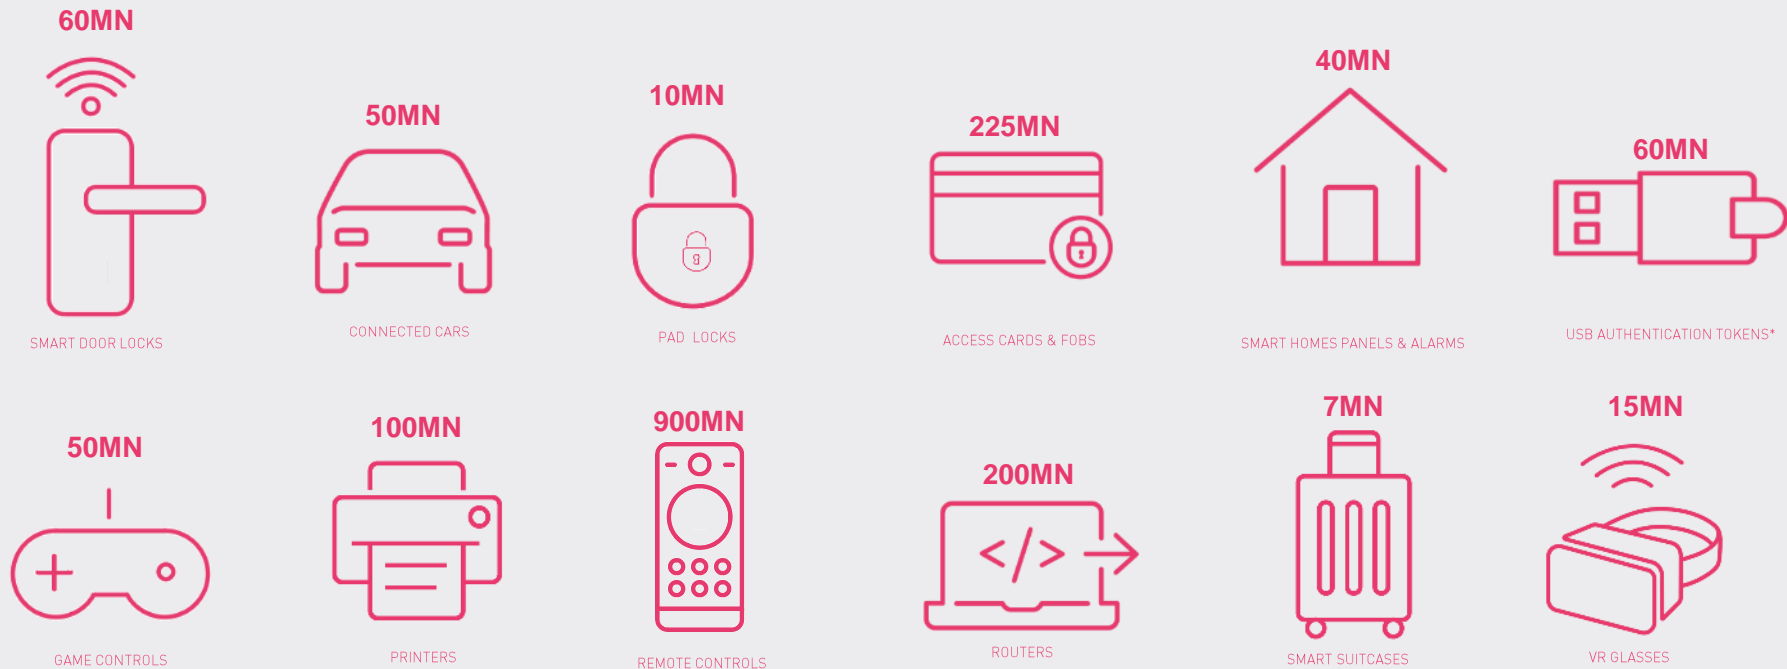 60MN
SMART DOOR LOCKS
50MN
CONNECTED CARS
10MN
PAD LOCKS
225MN
ACCESS CARDS & FOBS
40MN
SMART HOMES PANELS & ALARMS
60MN
USB AUTHENTICATION TOKENS*
50MN
GAME CONTROLS
100MN
PRINTERS
900MN
REMOTE CONTROLS
200MN
</>
ROUTERS
7MN
SMART SUITCASES
15MN
VR GLASSES